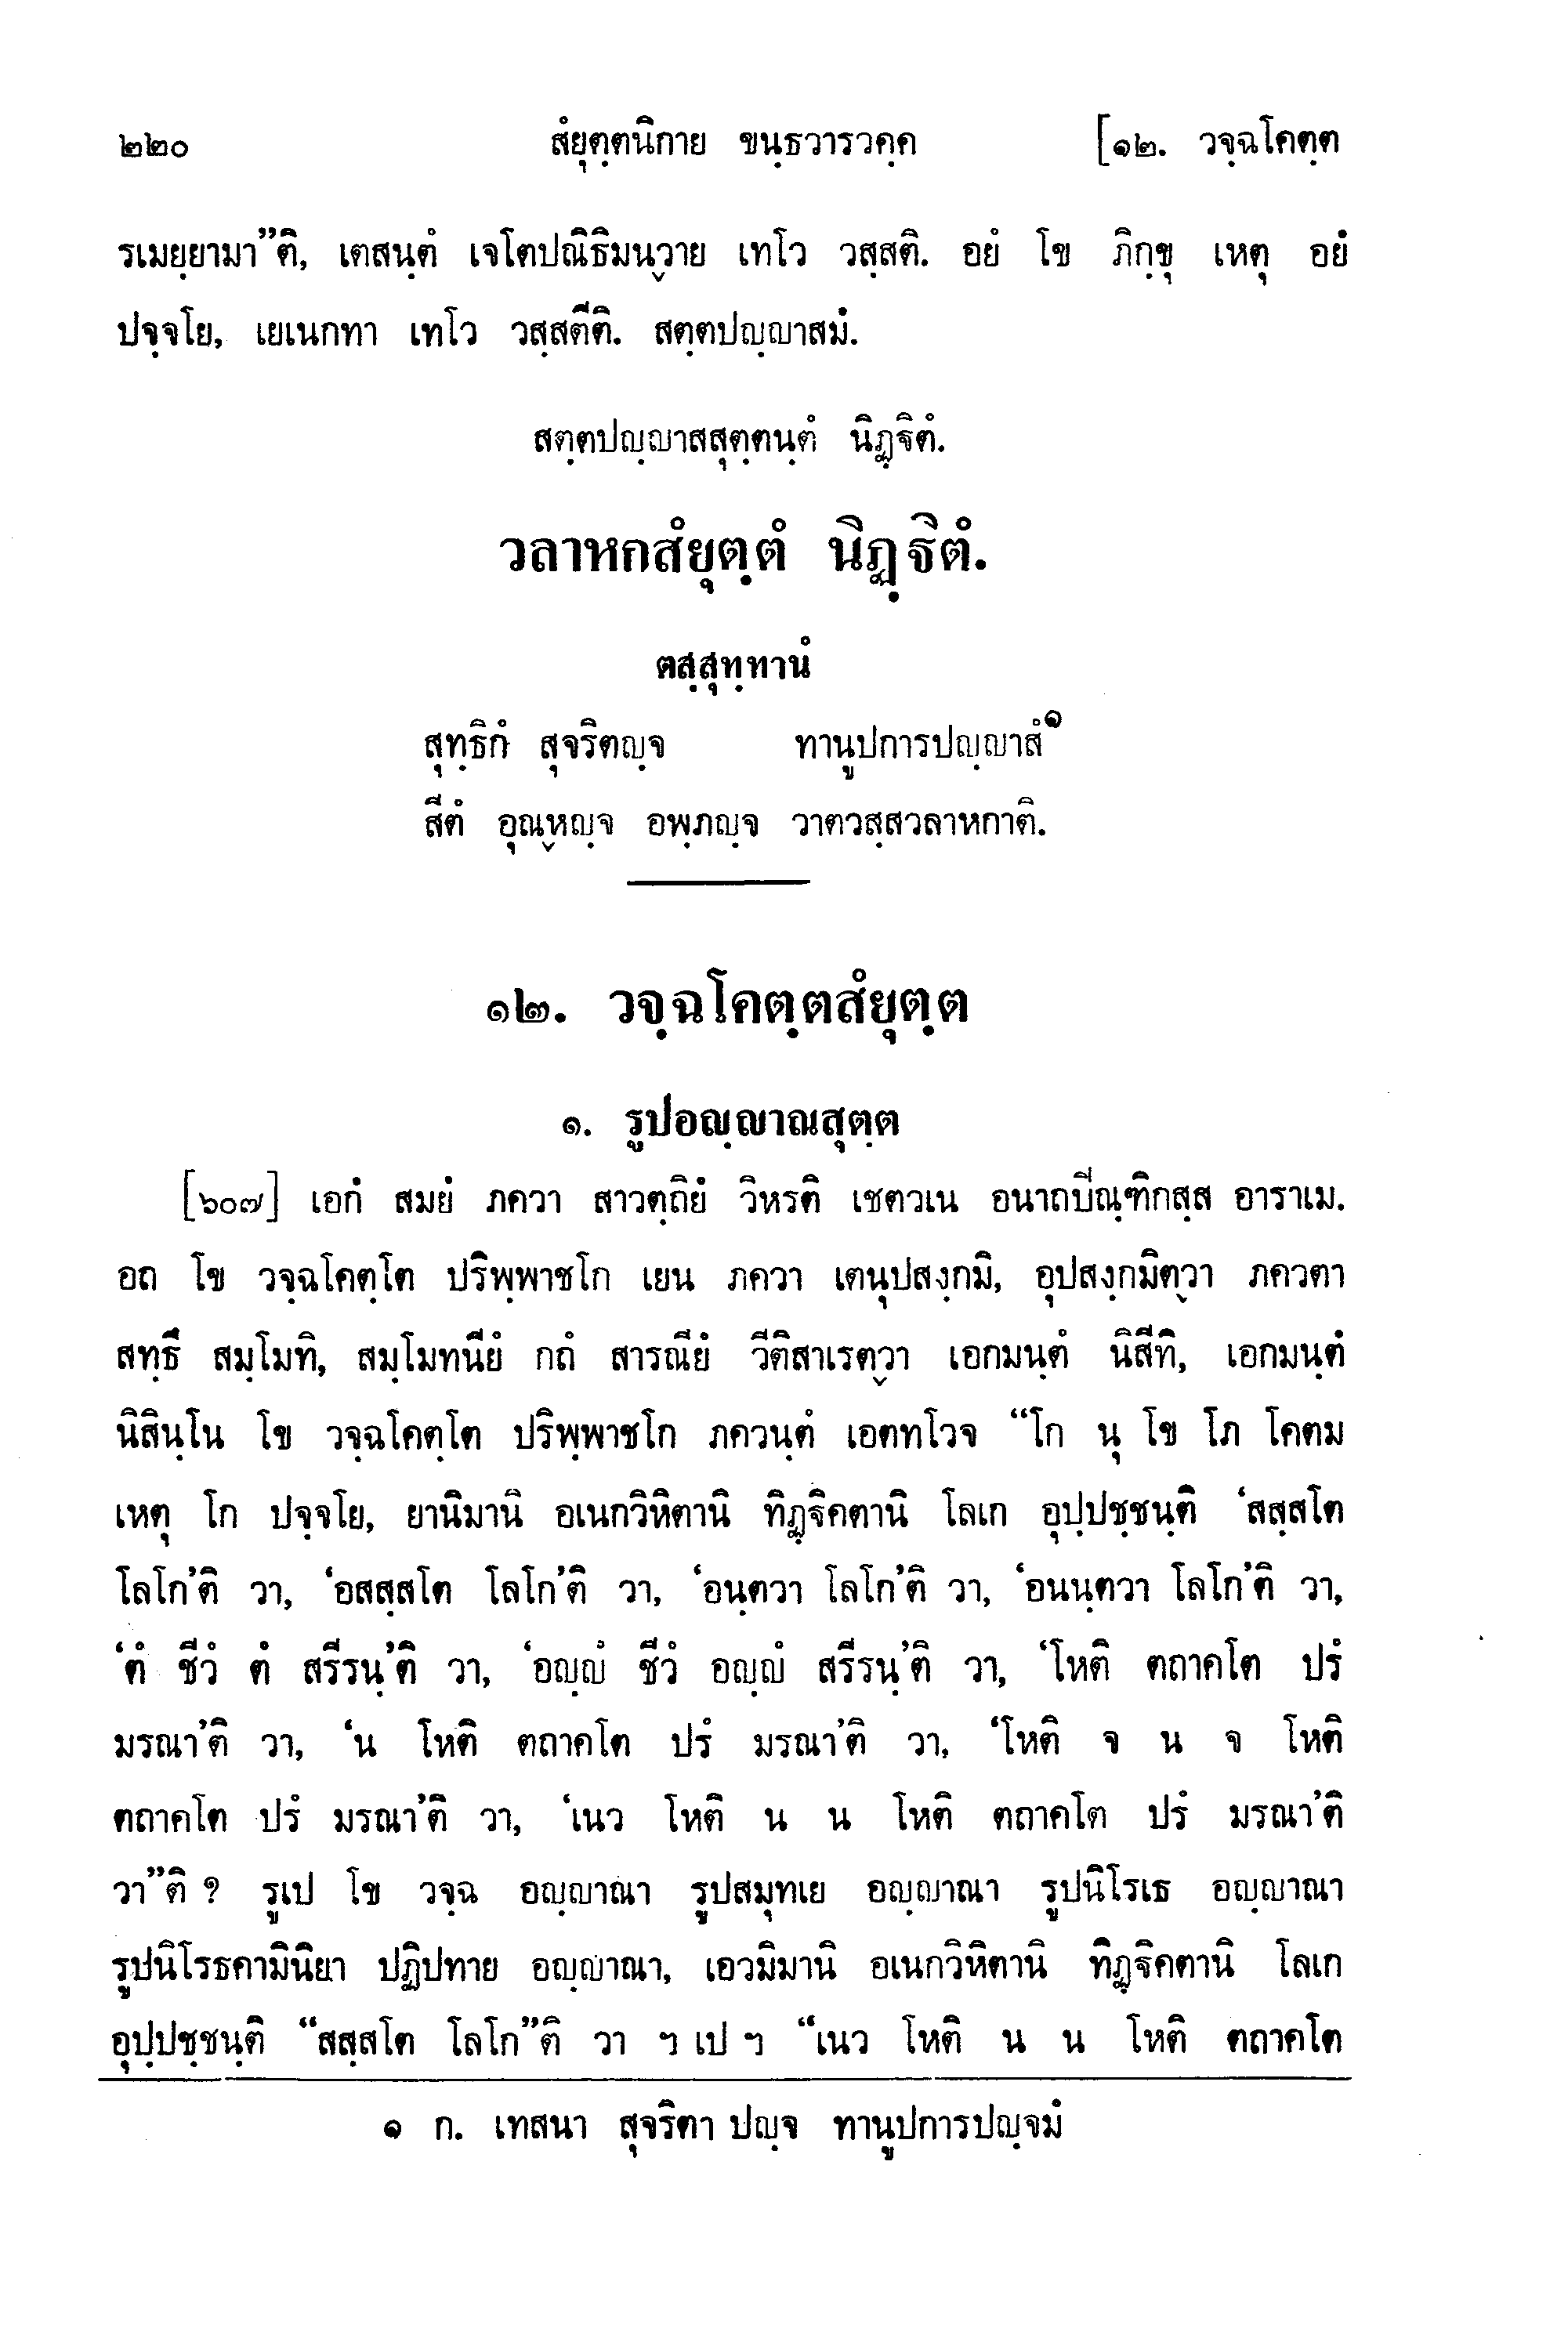 ๒๒๐ สํยุตฺตนิกาย ขนฺธวารวคฺค [๑๒. วจฺฉโคตฺต
รเมยฺยามา”ติ, เตสนฺตํ เจโตปณิธิมนฺวาย เทโว วสฺสติ. อยํ โข ภิกฺขุ เหตุ อยํ
ปจฺจโย, เยเนกทา เทโว วสฺสตีติ. สตฺตปญฺญาสมํ.
สตฺตปญฺญาสสุตฺตนฺตํ นิฏฺฐิตํ.
วลาหกสํยุตฺตํ นิฏฺฐิตํ.
ตสฺสุทฺทานํ
สุทฺธิกํ สุจริตญฺจ ทานูปการปญฺญาสํ๑
สีตํ อุณฺหญฺจ อพฺภญฺจ วาตวสฺสวลาหกาติ.
๑๒. วจฺฉโคตฺตสํยุตฺต
๑. รูปอญฺญาณสุตฺต
[๖๐๗] เอกํ สมยํ ภควา สาวตฺถิยํ วิหรติ เชตวเน อนาถบิณฺฑิกสฺส อาราเม.
อถ โข วจฺฉโคตฺโต ปริพฺพาชโก เยน ภควา เตนุปสงฺกมิ, อุปสงฺกมิตฺวา ภควตา
สทฺธึ สมฺโมทิ, สมฺโมทนียํ กถํ สารณียํ วีติสาเรตฺวา เอกมนฺตํ นิสีทิ, เอกมนฺตํ
นิสินฺโน โข วจฺฉโคตฺโต ปริพฺพาชโก ภควนฺตํ เอตทโวจ “โก นุ โข โภ โคตม
เหตุ โก ปจฺจโย, ยานิมานิ อเนกวิหิตานิ ทิฏฺฐิคตานิ โลเก อุปฺปชฺชนฺติ ‘สสฺสโต
โลโก’ติ วา, ‘อสสฺสโต โลโก’ติ วา, ‘อนฺตวา โลโก’ติ วา, ‘อนนฺตวา โลโก’ติ วา,
‘ตํ ชีวํ ตํ สรีรนฺ’ติ วา, ‘อญฺญํ ชีวํ อญฺญํ สรีรนฺ’ติ วา, ‘โหติ ตถาคโต ปรํ
มรณา’ติ วา, ‘น โหติ ตถาคโต ปรํ มรณา’ติ วา, ‘โหติ จ น จ โหติ
ตถาคโต ปรํ มรณา’ติ วา, ‘เนว โหติ น น โหติ ตถาคโต ปรํ มรณา’ติ
วา”ติ ? รูเป โข วจฺฉ อญฺญาณา รูปสมุทเย อญฺญาณา รูปนิโรเธ อญฺญาณา
รูปนิโรธคามินิยา ปฏิปทาย อญฺญาณา, เอวมิมานิ อเนกวิหิตานิ ทิฏฺฐิคตานิ โลเก
อุปฺปชฺชนฺติ “สสฺสโต โลโก”ติ วา ฯ เป ฯ “เนว โหติ น น โหติ ตถาคโต
๑ ก. เทสนา สุจริตา ปญฺจ ทานูปการปญฺจมํ